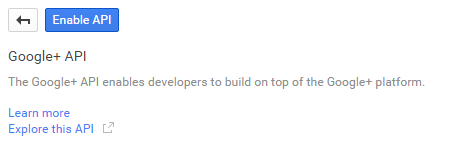 Enable API
Google+ API
The Google+ API enables developers to build on top of the Google+ platform.
Learn more
Explore this API